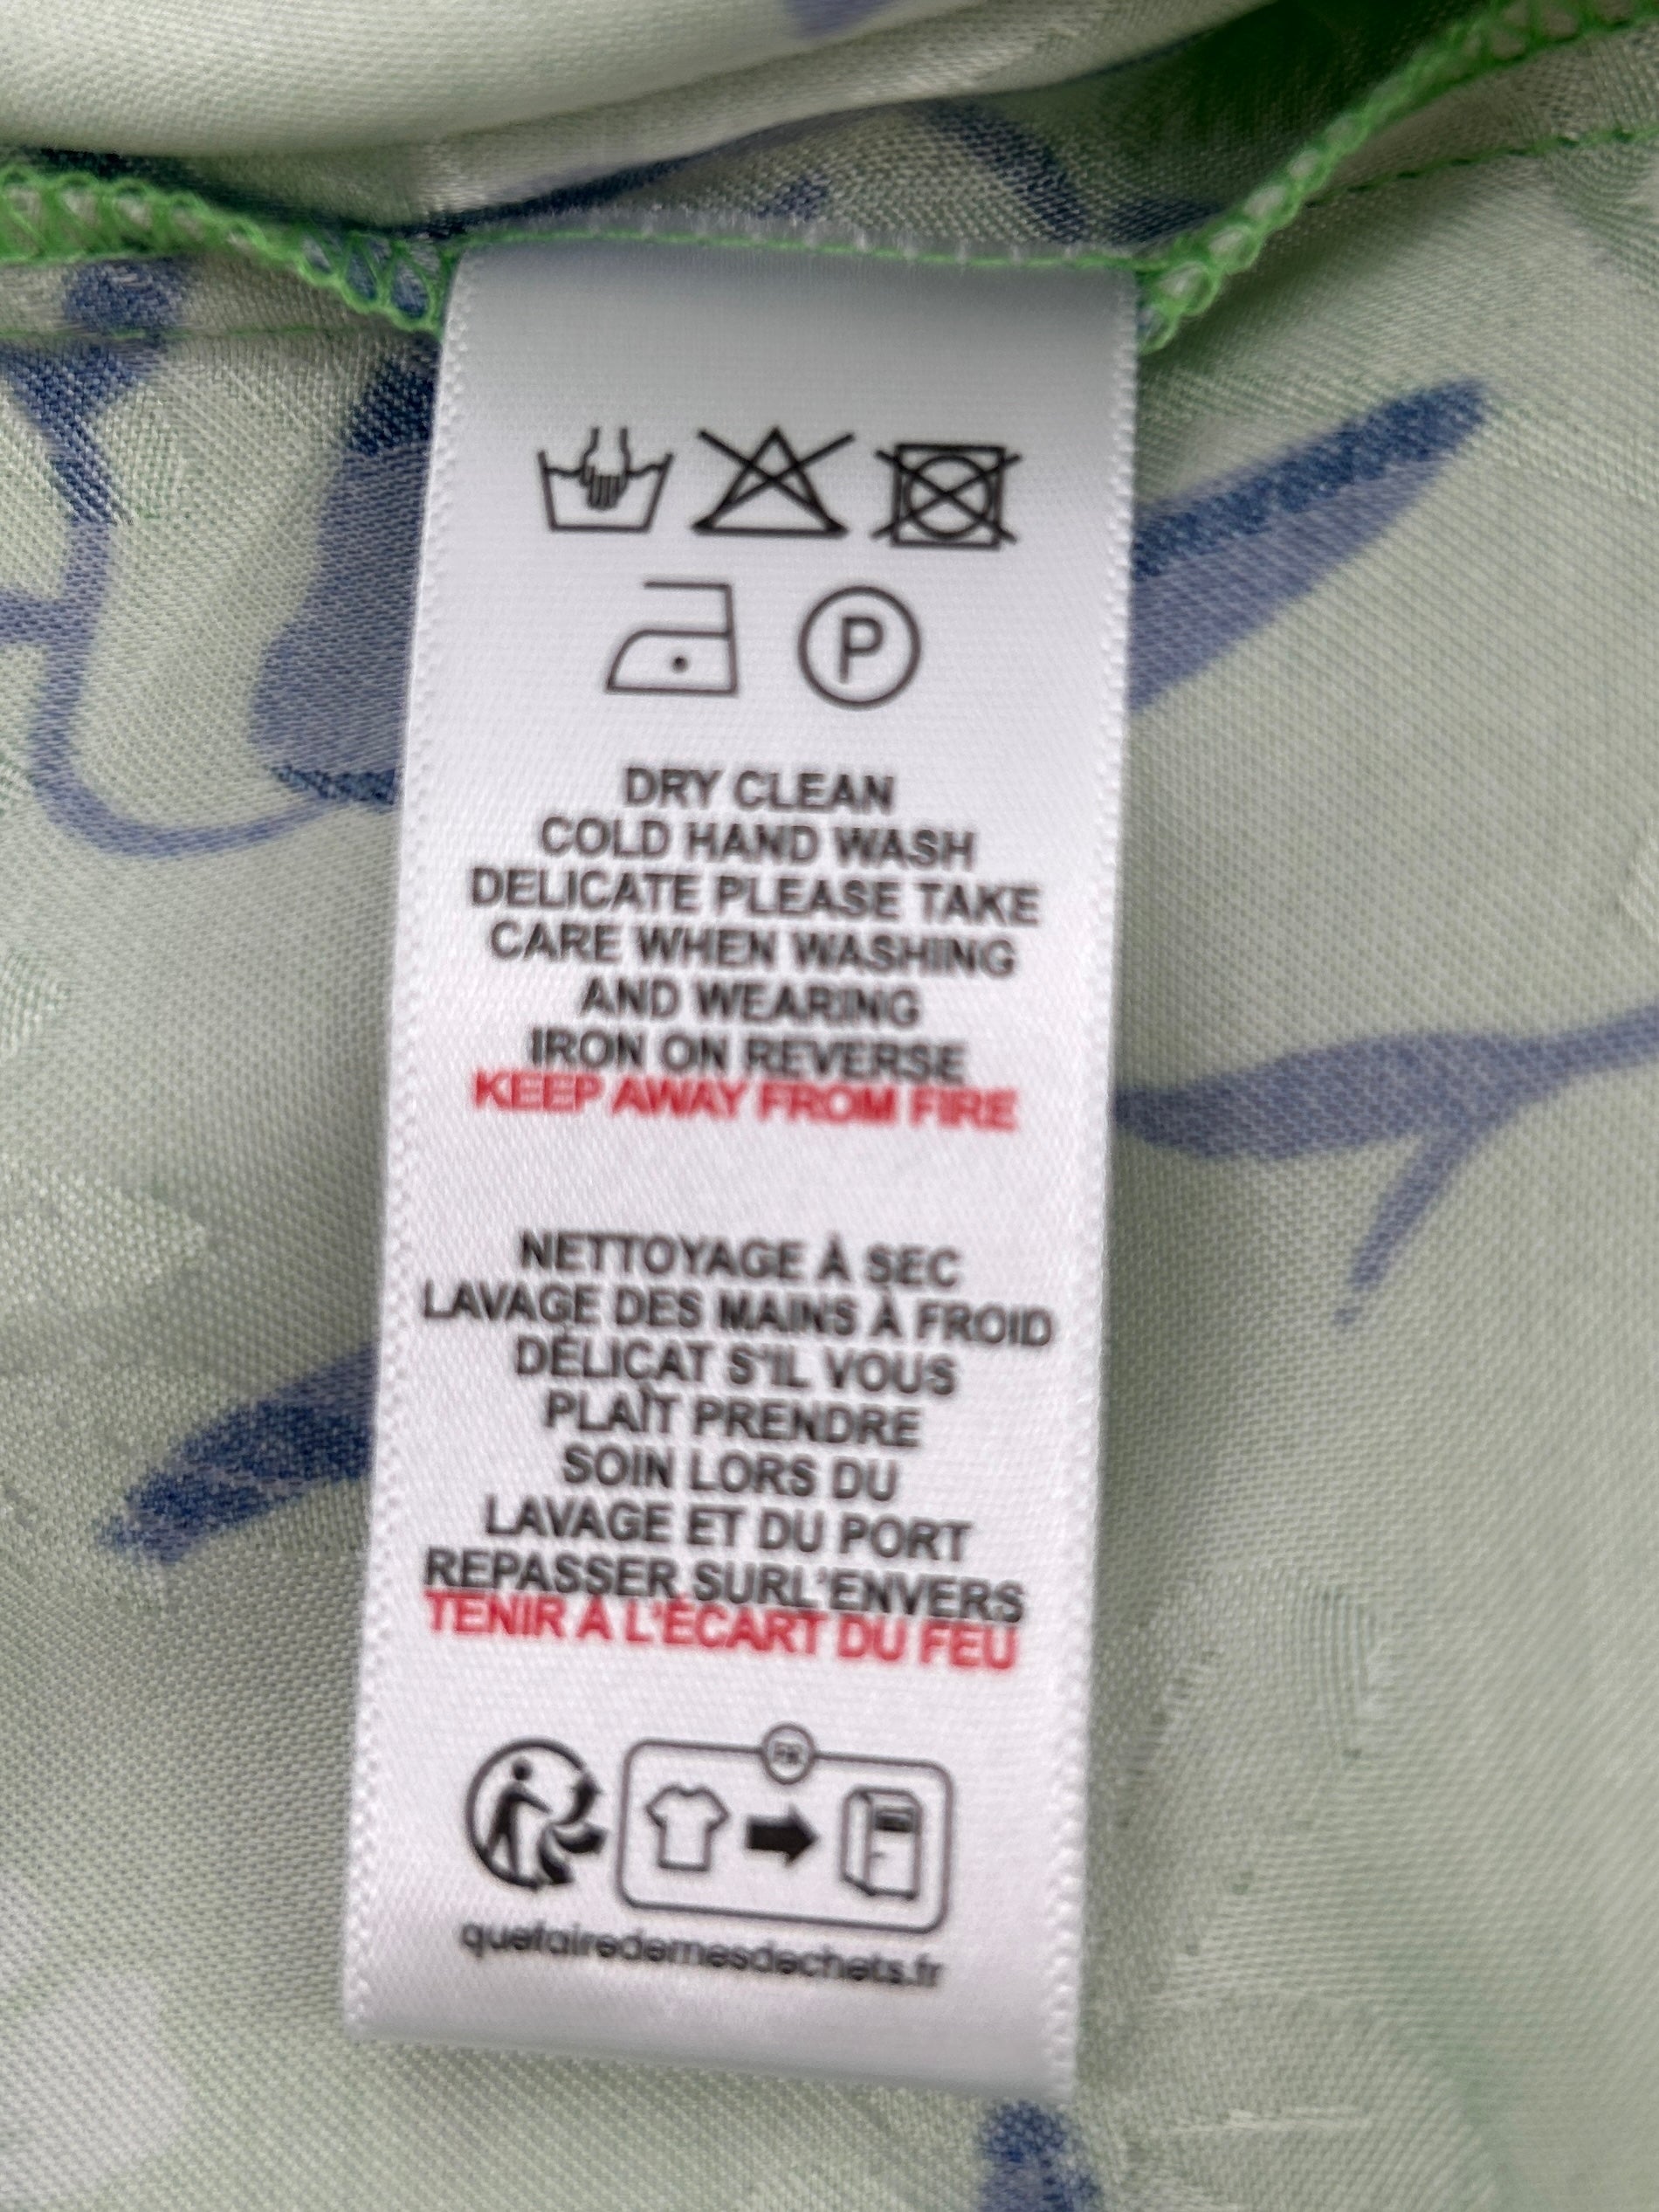 P
DRY CLEAN
COLD HAND WASH
DELICATE PLEASE TAKE
CARE WHEN WASHING
AND WEARING
IRON ON REVERSE
KEEP AWAY FROM FIRE
NETTOYAGE À SEC
LAVAGE DES MAINS À FROID
DÉLICAT S'IL VOUS
PLAÎT PRENDRE
SOIN LORS DU
LAVAGE ET DU PORT
REPASSER SURL'ENVERS
TENIR À L'ÉCART DU FEU
FR
quefairedemesdechets.fr